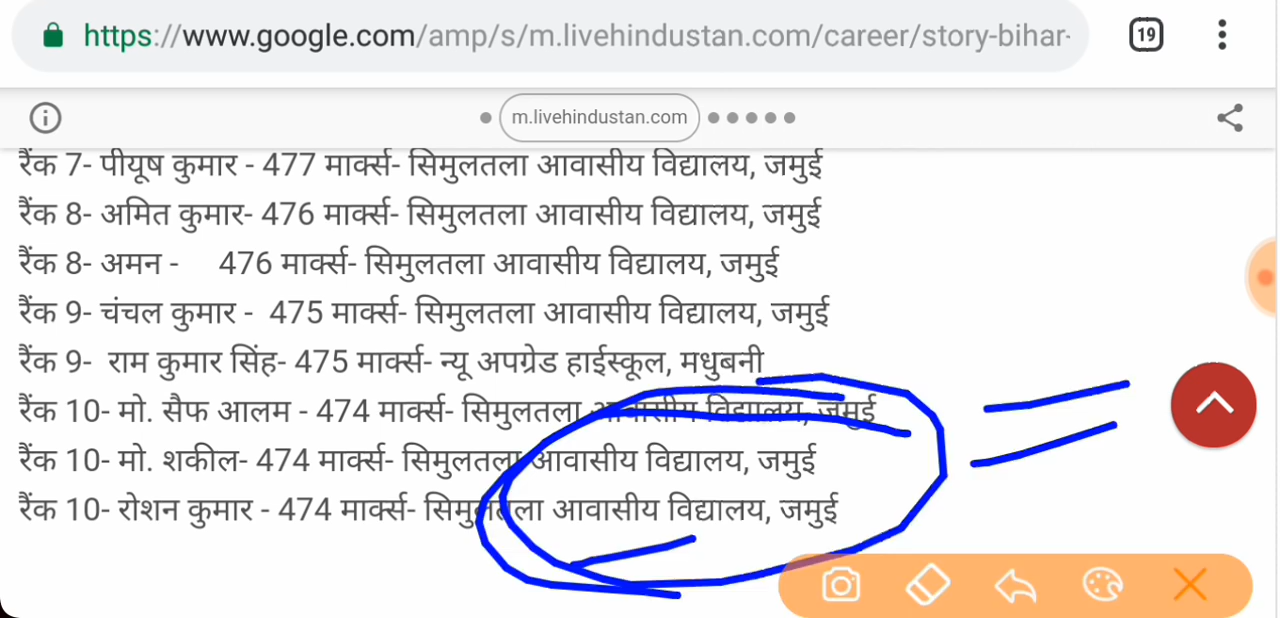 https://www.google.com/amp/s/m.livehindustan.com/career/story-bihar-
19
m.livehindustan.com
रैंक 7- पीयूष कुमार - 477 मार्क्स- सिमुलतला आवासीय विद्यालय, जमुई
रैंक 8- अमित कुमार- 476 मार्क्स- सिमुलतला आवासीय विद्यालय, जमुई
रैंक 8- अमन - 476 मार्क्स- सिमुलतला आवासीय विद्यालय, जमुई
रैंक 9- चंचल कुमार - 475 मार्क्स- सिमुलतला आवासीय विद्यालय, जमुई
रैंक 9- राम कुमार सिंह- 475 मार्क्स- न्यू अपग्रेड हाईस्कूल, मधुबनी
रैंक 10- मो. सैफ आलम - 474 मार्क्स- सिमुलतला आवासीय विद्यालय, जमुई
रैंक 10- मो. शकील- 474 मार्क्स- सिमुलतला आवासीय विद्यालय, जमुई
रैंक 10- रोशन कुमार - 474 मार्क्स- सिमुलतला आवासीय विद्यालय, जमुई